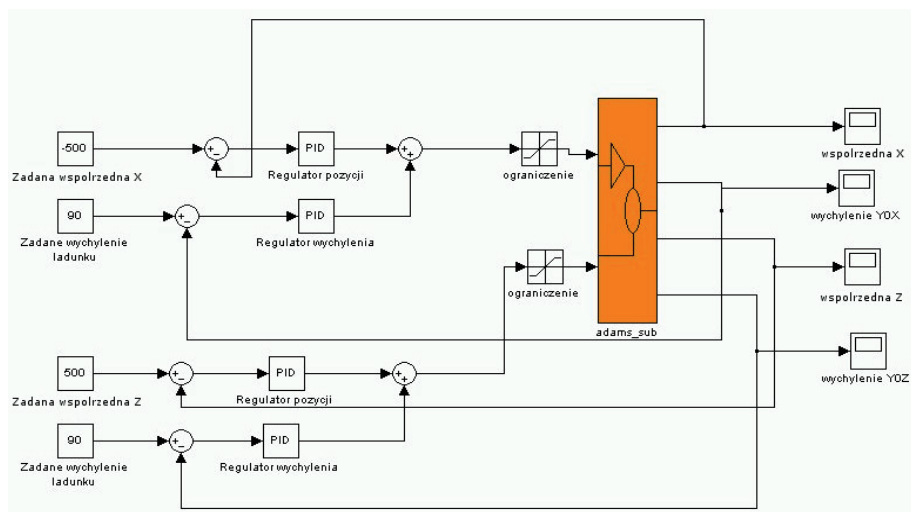 -500
PID
Zadana wspolrzedna X
Regulator pozycji
ograniczenie
wspolrzedna X
90
PID
wychylenie Y0X
Zadane wychylenie
ladunku
Regulator wychylenia
ograniczenie
wspolrzedna Z
adams_sub
500
PID
wychylenie Y0Z
Zadana wspolrzedna Z
Regulator pozycji
90
PID
Zadane wychylenie
ladunku
Regulator wychylenia